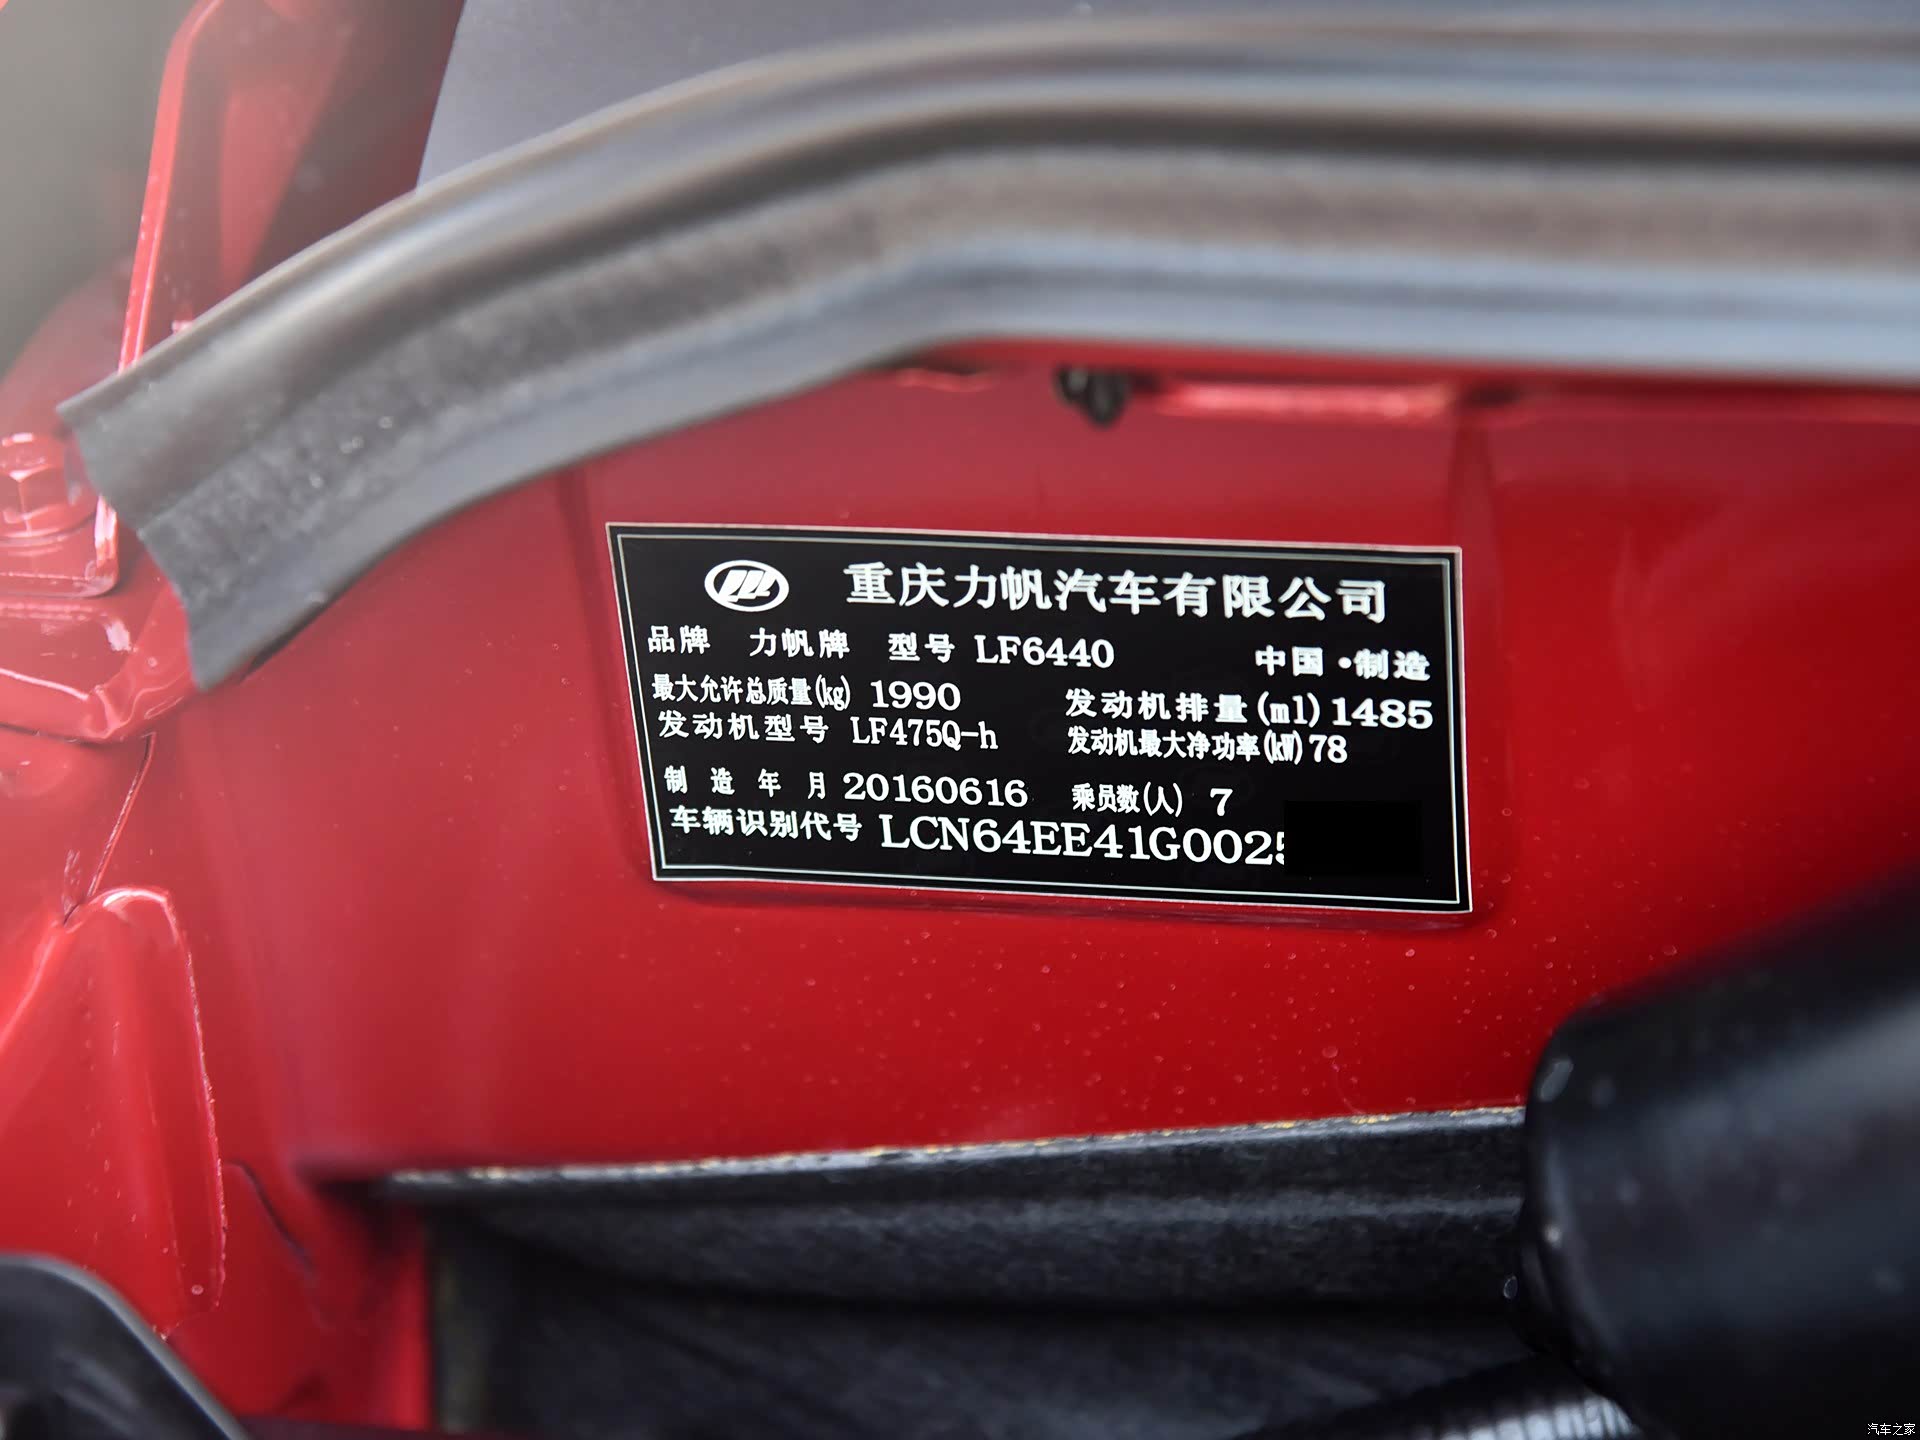 重庆力帆汽车有限公司
品牌 力帆牌 型号 LF6440 中国·制造
最大允许总质量(kg) 1990 发动机排量(ml) 1485
发动机型号 LF475Q-h 发动机最大净功率(kW) 78
制造年月 20160616 乘员数(人) 7
车辆识别代号 LCN64EE41G0025
汽车之家